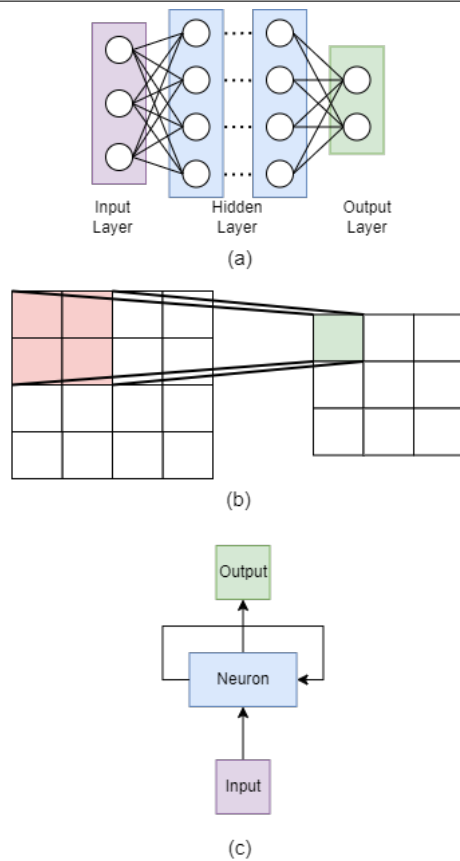 Input
Layer
Hidden
Layer
Output
Layer
(a)
(b)
Output
Neuron
Input
(c)